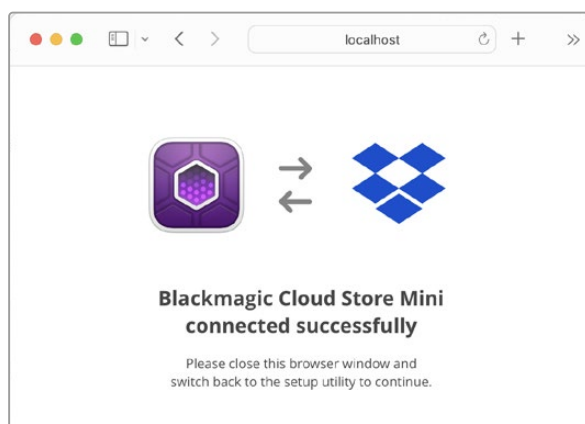 localhost
Blackmagic Cloud Store Mini
connected successfully
Please close this browser window and
switch back to the setup utility to continue.